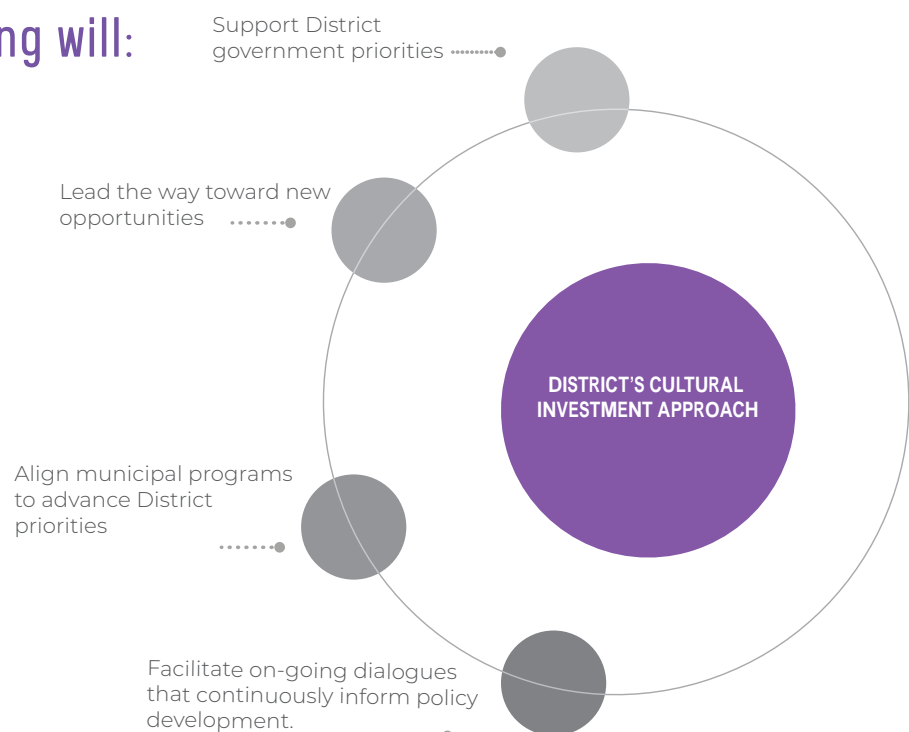 ng will:
Support District
government priorities
Lead the way toward new
opportunities
DISTRICT'S CULTURAL
INVESTMENT APPROACH
Align municipal programs
to advance District
priorities
Facilitate on-going dialogues
that continuously inform policy
development.